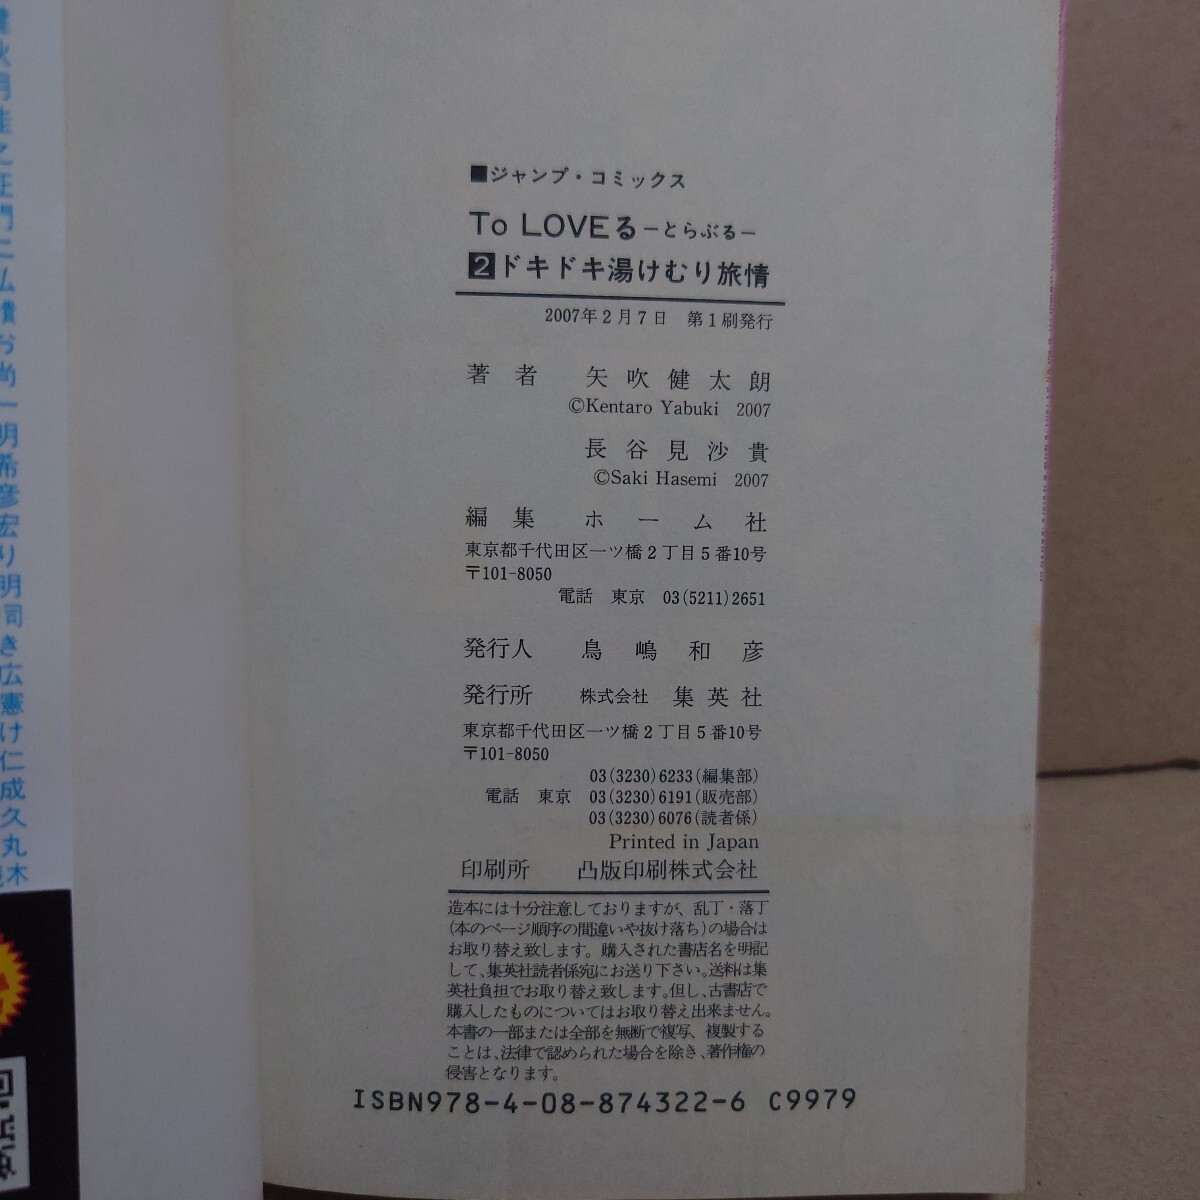 ■ジャンプ・コミックス
To LOVEる―とらぶる―
2ドキドキ湯けむり旅情
2007年2月7日 第1刷発行
著者 矢吹健太朗
©Kentaro Yabuki 2007
長谷見沙貴
©Saki Hasemi 2007
編集 ホーム社
東京都千代田区一ツ橋2丁目5番10号
〒101-8050
電話 東京 03(5211)2651
発行人 鳥嶋和彦
発行所 株式会社 集英社
東京都千代田区一ツ橋2丁目5番10号
〒101-8050
03(3230)6233(編集部)
電話 東京 03(3230)6191(販売部)
03(3230)6076(読者係)
Printed in Japan
印刷所 凸版印刷株式会社
造本には十分注意しておりますが、乱丁・落丁
(本のページ順序の間違いや抜け落ち)の場合は
お取り替え致します。購入された書店名を明記
して、集英社読者係宛にお送り下さい。送料は集
英社負担でお取り替え致します。但し、古書店で
購入したものについてはお取り替え出来ません。
本書の一部または全部を無断で複写、複製する
ことは、法律で認められた場合を除き、著作権の
侵害となります。
ISBN978-4-08-874322-6 C9979